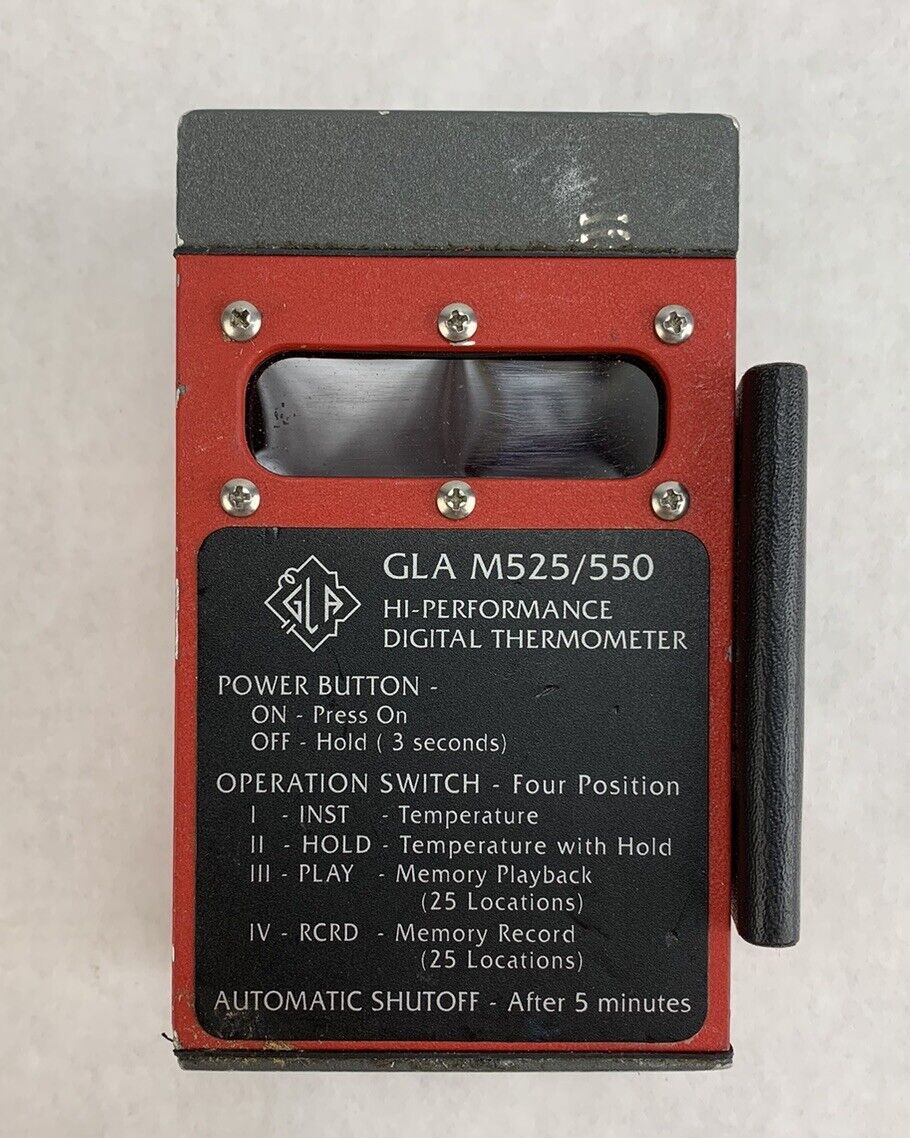 GLA
GLA M525/550
HI-PERFORMANCE
DIGITAL THERMOMETER
POWER BUTTON -
ON - Press On
OFF - Hold ( 3 seconds)
OPERATION SWITCH - Four Position
I - INST - Temperature
II - HOLD - Temperature with Hold
III - PLAY - Memory Playback
(25 Locations)
IV - RCRD - Memory Record
(25 Locations)
AUTOMATIC SHUTOFF - After 5 minutes